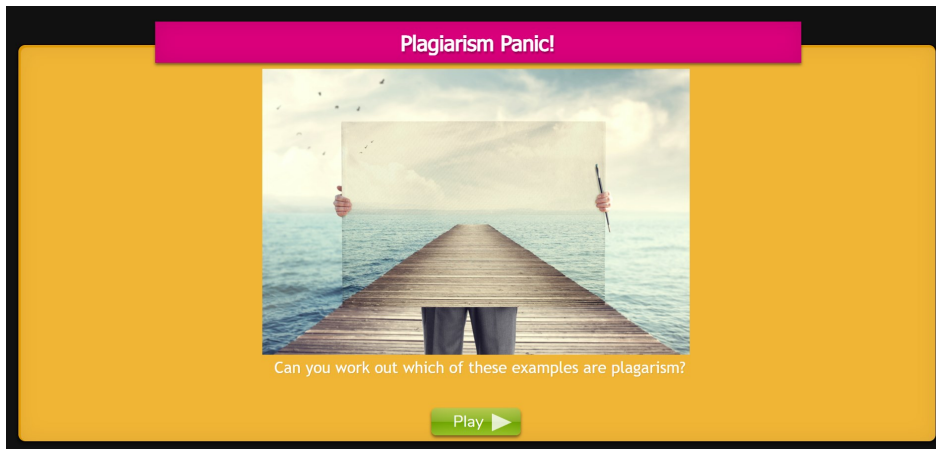 Plagiarism Panic!
Can you work out which of these examples are plagarism?
Play